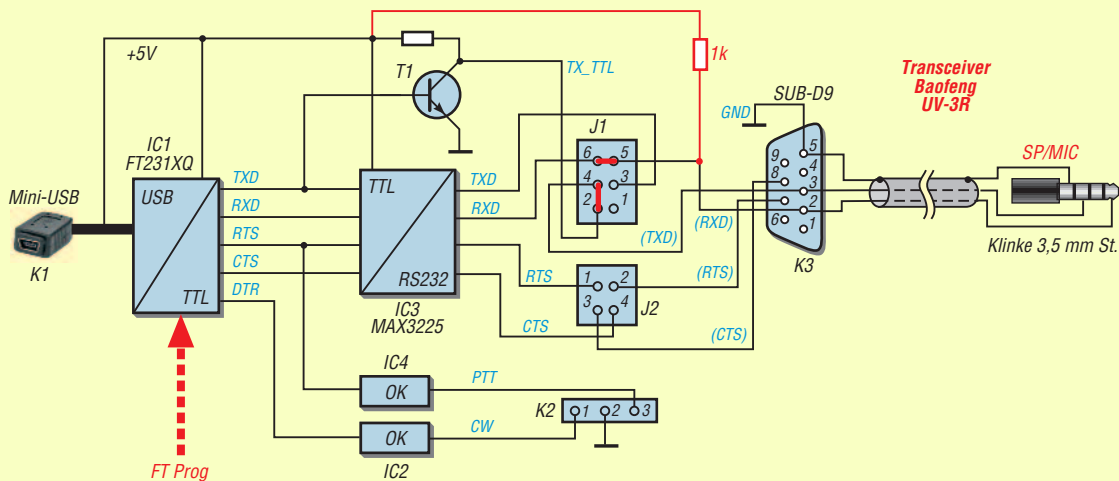 +5V
1k
T1
TX_TTL
Transceiver
Baofeng
UV-3R
SUB-D9
GND
J1
IC1
FT231XQ
6
5
4
3
2
1
9
8
6
5
3
2
1
SP/MIC
Mini-USB
K1
USB
TTL
TXD
RXD
RTS
CTS
DTR
TTL
RS232
IC3
MAX3225
TXD
RXD
RTS
CTS
(TXD)
(RXD)
(RTS)
(CTS)
K3
Klinke 3,5 mm St.
1
2
3
4
J2
IC4
OK
PTT
K2
1
2
3
OK
CW
IC2
FT Prog